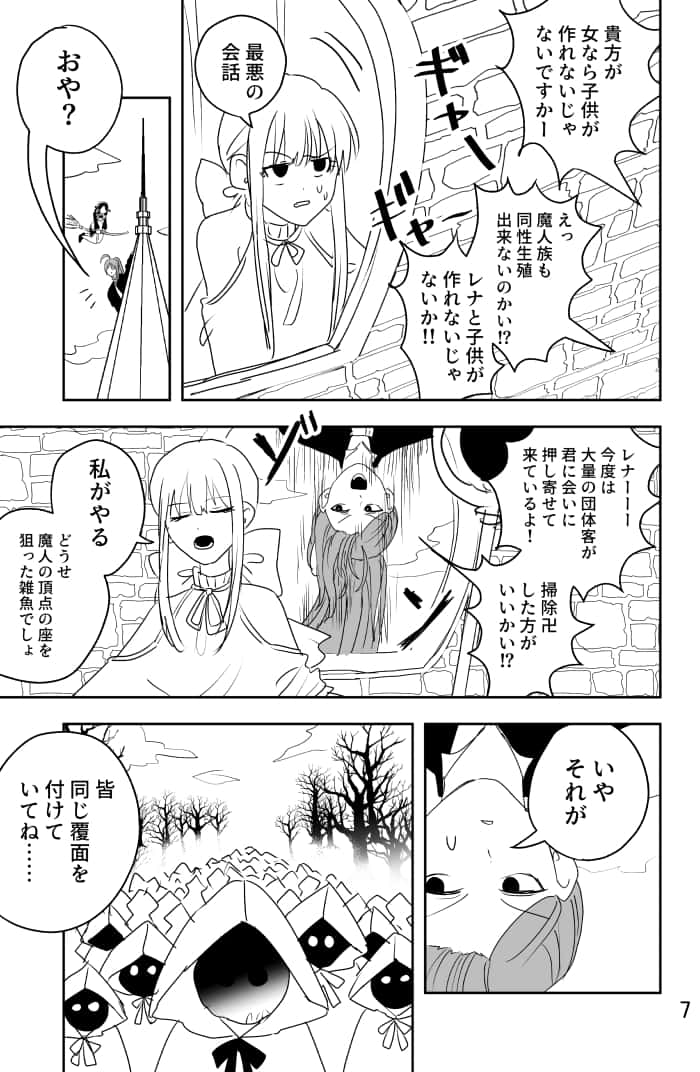 貴方が
女なら子供が
作れないじゃ
ないですかー
ギャーー
えっ
魔人族も
同性生殖
出来ないのかい!?
レナと子供が
作れないじゃ
ないか!!
ギャー〜
最悪の
会話
おや?
レナーーー
今度は
大量の団体客が
君に会いに
押し寄せて
来ているよ!
掃除卍
した方が
いいかい!?
ズッ
私がやる
どうせ
魔人の頂点の座を
狙った雑魚でしょ
いや
それが
皆
同じ覆面を
付けて
いてね……
7